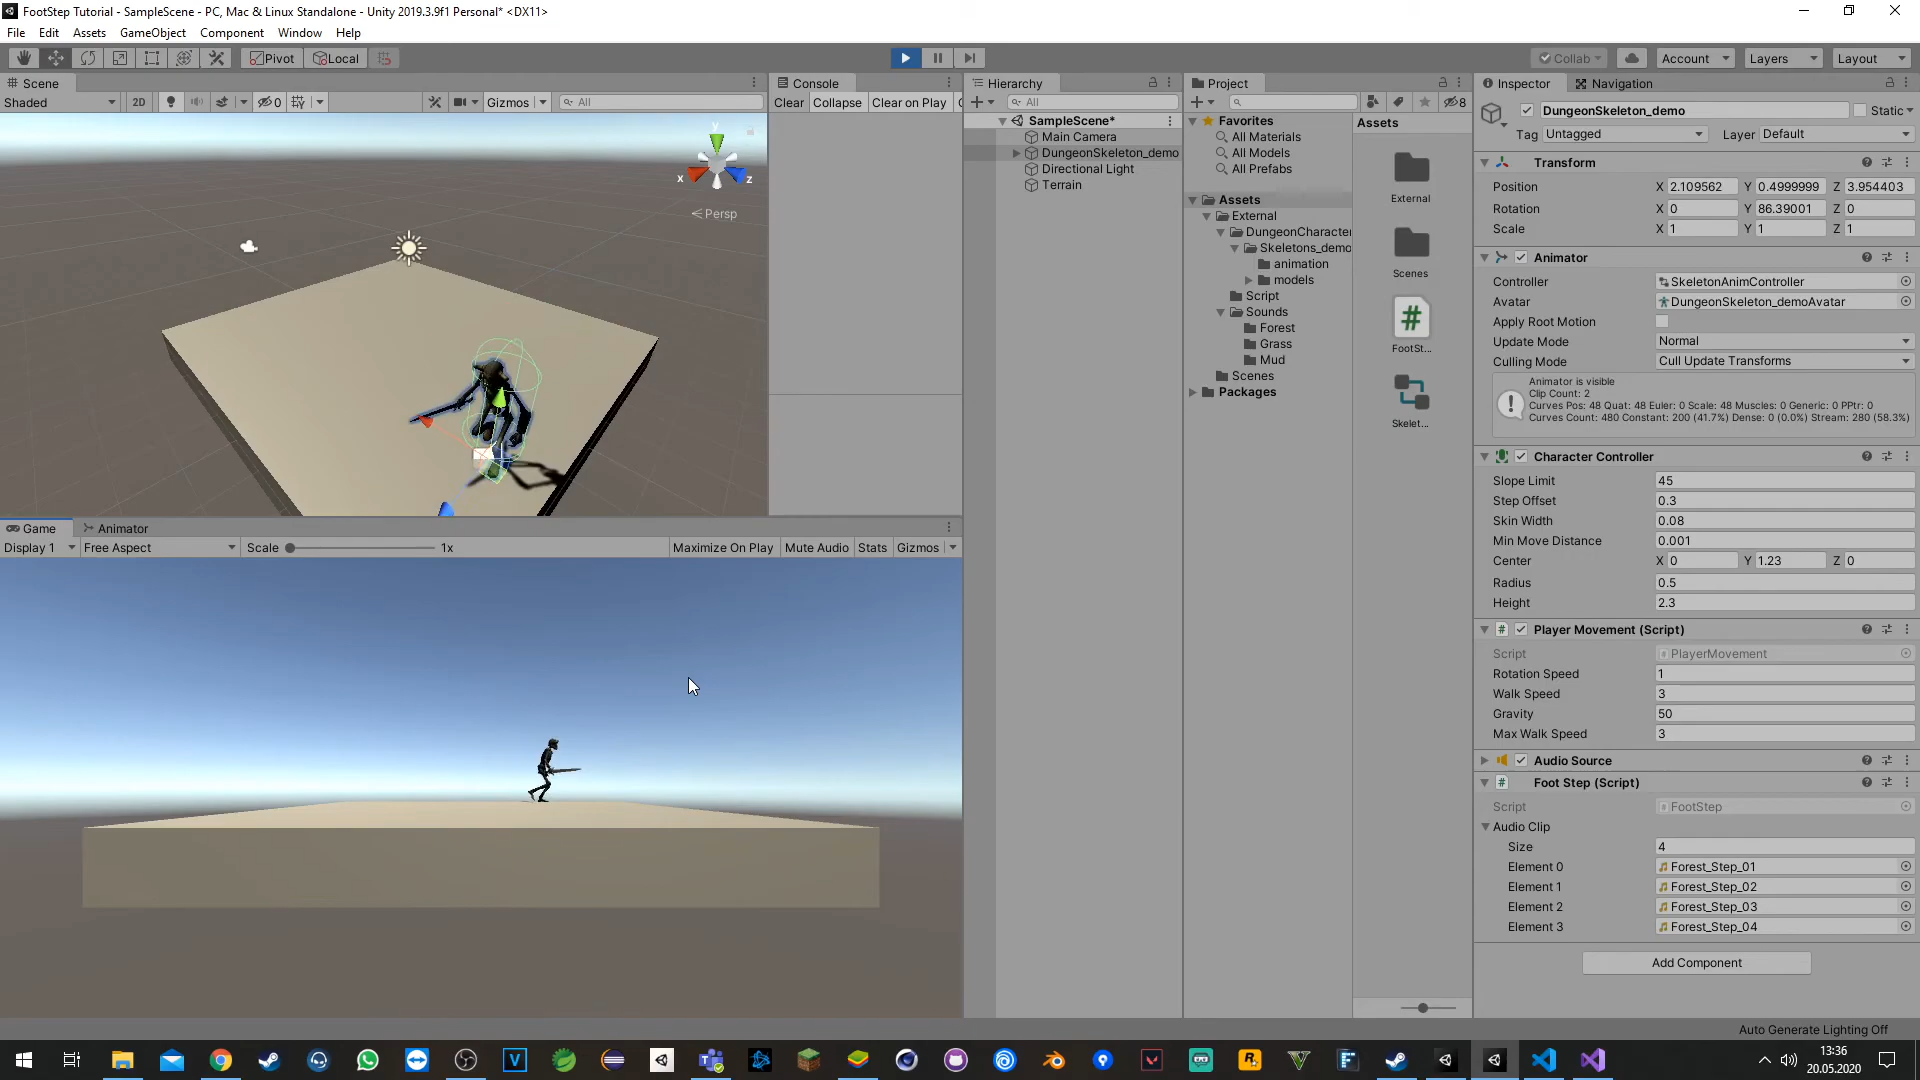 FootStep Tutorial - SampleScene - PC, Mac & Linux Standalone - Unity 2019.3.9f1 Personal* <DX11>
File Edit Assets GameObject Component Window Help
Pivot Local Collab Account Layers Layout
Scene
Shaded 2D 0 Gizmos All
y
x z
Persp
Console
Clear Collapse Clear on Play
Game Animator
Display 1 Free Aspect Scale 1x Maximize On Play Mute Audio Stats Gizmos
Hierarchy
All
SampleScene*
Main Camera
DungeonSkeleton_demo
Directional Light
Terrain
Project
8
Favorites
All Materials
All Models
All Prefabs
Assets
External
DungeonCharacter
Skeletons_demo
animation
models
Script
Sounds
Forest
Grass
Mud
Scenes
Packages
Assets
External
Scenes
FootSt...
Skelet...
Inspector Navigation
DungeonSkeleton_demo Static
Tag Untagged Layer Default
Transform
Position X 2.109562 Y 0.4999999 Z 3.954403
Rotation X 0 Y 86.39001 Z 0
Scale X 1 Y 1 Z 1
Animator
Controller SkeletonAnimController
Avatar DungeonSkeleton_demoAvatar
Apply Root Motion
Update Mode Normal
Culling Mode Cull Update Transforms
Animator is visible
Clip Count: 2
Curves Pos: 48 Quat: 48 Euler: 0 Scale: 48 Muscles: 0 Generic: 0 PPtr: 0
Curves Count: 480 Constant: 200 (41.7%) Dense: 0 (0.0%) Stream: 280 (58.3%)
Character Controller
Slope Limit 45
Step Offset 0.3
Skin Width 0.08
Min Move Distance 0.001
Center X 0 Y 1.23 Z 0
Radius 0.5
Height 2.3
Player Movement (Script)
Script PlayerMovement
Rotation Speed 1
Walk Speed 3
Gravity 50
Max Walk Speed 3
Audio Source
Foot Step (Script)
Script FootStep
Audio Clip
Size 4
Element 0 Forest_Step_01
Element 1 Forest_Step_02
Element 2 Forest_Step_03
Element 3 Forest_Step_04
Add Component
Auto Generate Lighting Off
13:36
20.05.2020